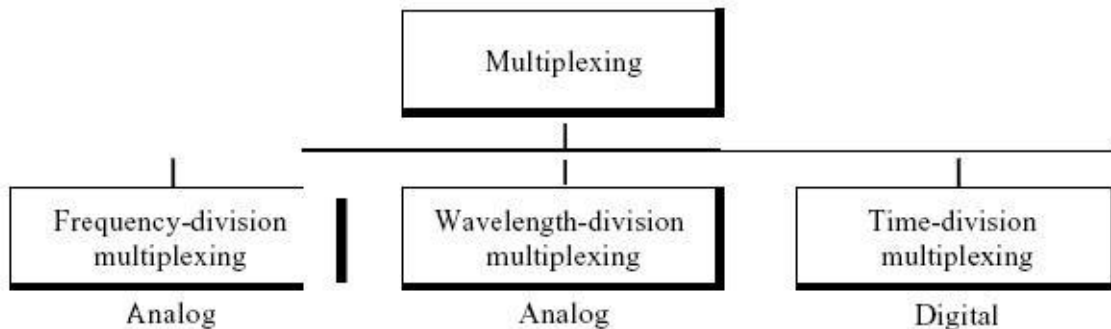 Multiplexing
Frequency-division
multiplexing
Analog
Wavelength-division
multiplexing
Analog
Time-division
multiplexing
Digital